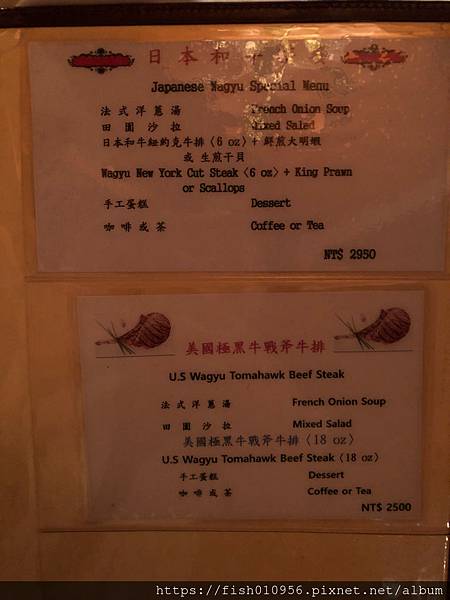 日本和牛
Japanese Wagyu Special Menu
法式洋蔥湯 French Onion Soup
田園沙拉 Mixed Salad
日本和牛紐約克牛排〈6 oz〉+ 鮮煎大明蝦
或 生煎干貝
Wagyu New York Cut Steak〈6 oz〉+ King Prawn
or Scallops
手工蛋糕 Dessert
咖啡或茶 Coffee or Tea
NT$ 2950
美國極黑牛戰斧牛排
U.S Wagyu Tomahawk Beef Steak
法式洋蔥湯 French Onion Soup
田園沙拉 Mixed Salad
美國極黑牛戰斧牛排〈18 oz〉
U.S Wagyu Tomahawk Beef Steak〈18 oz〉
手工蛋糕 Dessert
咖啡或茶 Coffee or Tea
NT$ 2500
https://fish010956.pixnet.net/album